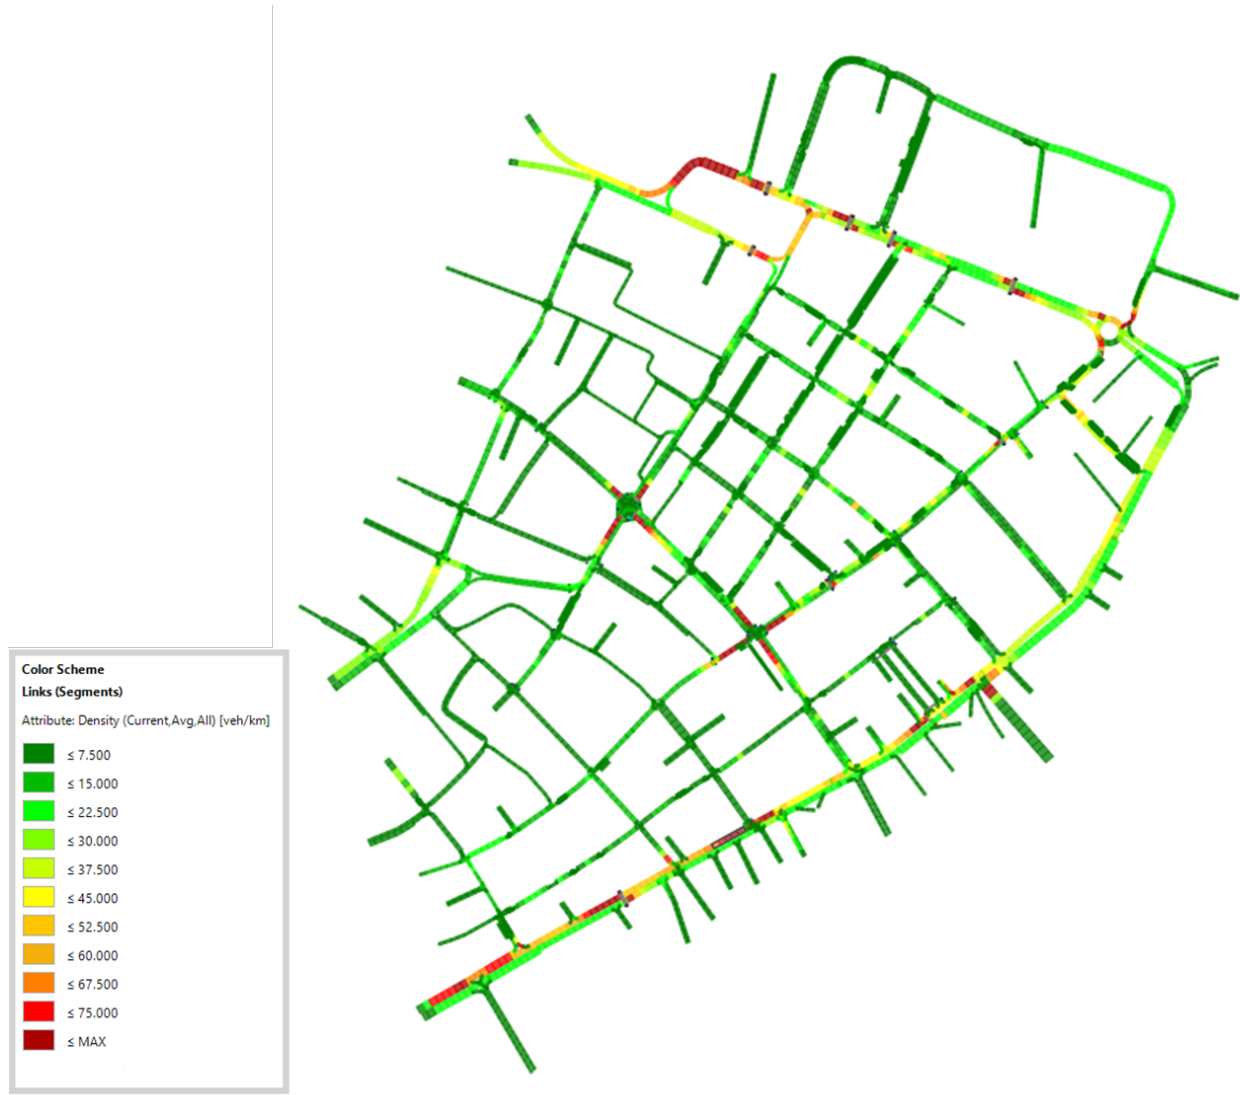 Color Scheme
Links (Segments)
Attribute: Density (Current,Avg,All) [veh/km]
≤ 7.500
≤ 15.000
≤ 22.500
≤ 30.000
≤ 37.500
≤ 45.000
≤ 52.500
≤ 60.000
≤ 67.500
≤ 75.000
≤ MAX